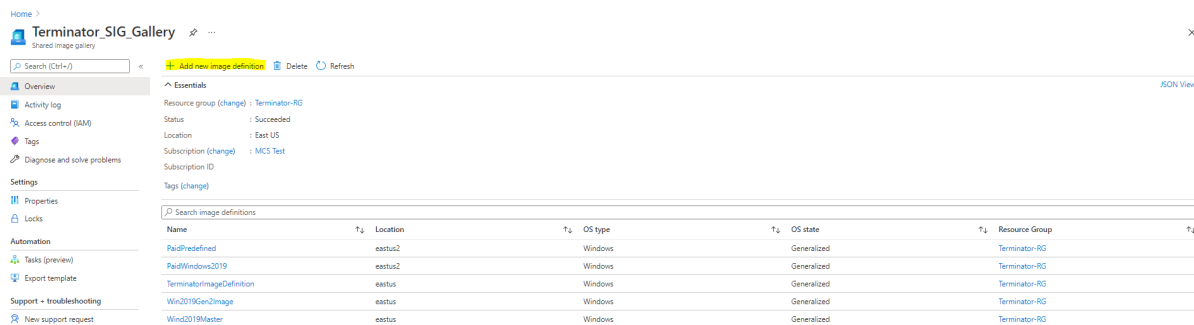 Home >
Terminator_SIG_Gallery ...
Shared image gallery
Search (Ctrl+/) «
Overview
Activity log
Access control (IAM)
Tags
Diagnose and solve problems
Settings
Properties
Locks
Automation
Tasks (preview)
Export template
Support + troubleshooting
New support request
+ Add new image definition Delete Refresh
Essentials JSON View
Resource group (change) : Terminator-RG
Status : Succeeded
Location : East US
Subscription (change) : MCS Test
Subscription ID
Tags (change)
Search image definitions
Name ↑↓ Location ↑↓ OS type ↑↓ OS state ↑↓ Resource Group ↑↓
PaidPredefined eastus2 Windows Generalized Terminator-RG
PaidWindows2019 eastus2 Windows Generalized Terminator-RG
TerminatorImageDefinition eastus Windows Generalized Terminator-RG
Win2019Gen2Image eastus Windows Generalized Terminator-RG
Wind2019Master eastus Windows Generalized Terminator-RG